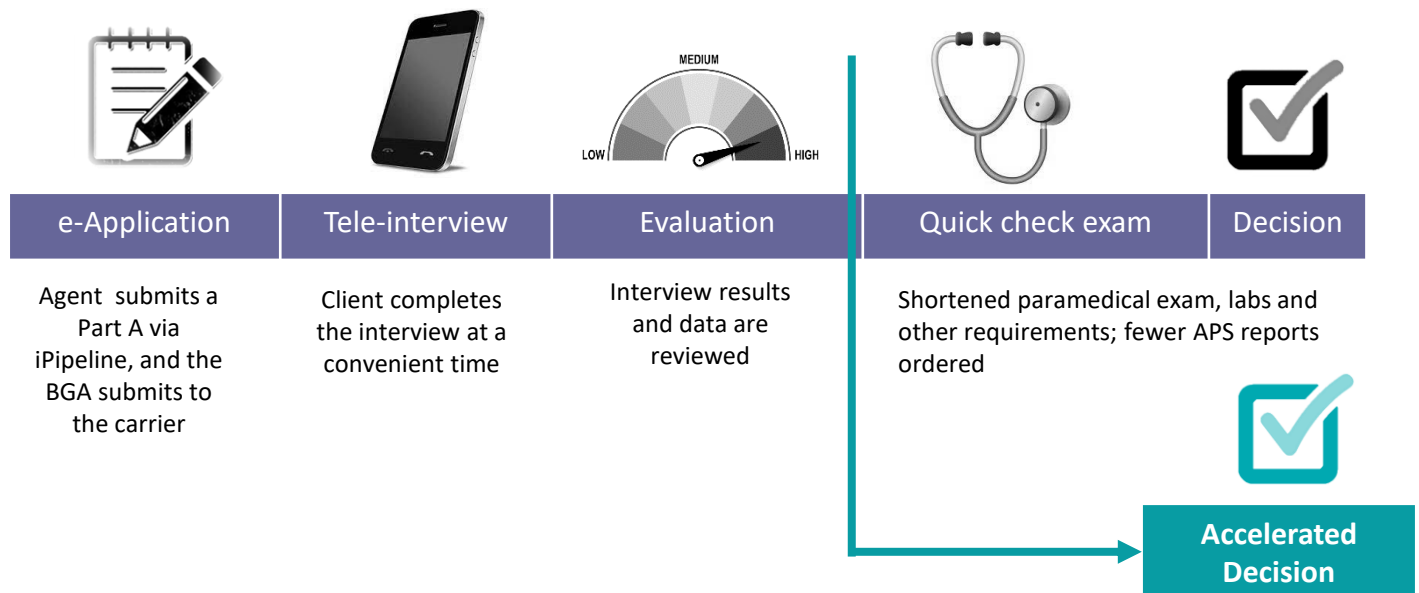 MEDIUM
LOW
HIGH
e-Application
Tele-interview
Evaluation
Quick check exam
Decision
Agent submits a
Part A via
iPipeline, and the
BGA submits to
the carrier
Client completes
the interview at a
convenient time
Interview results
and data are
reviewed
Shortened paramedical exam, labs and
other requirements; fewer APS reports
ordered
Accelerated
Decision